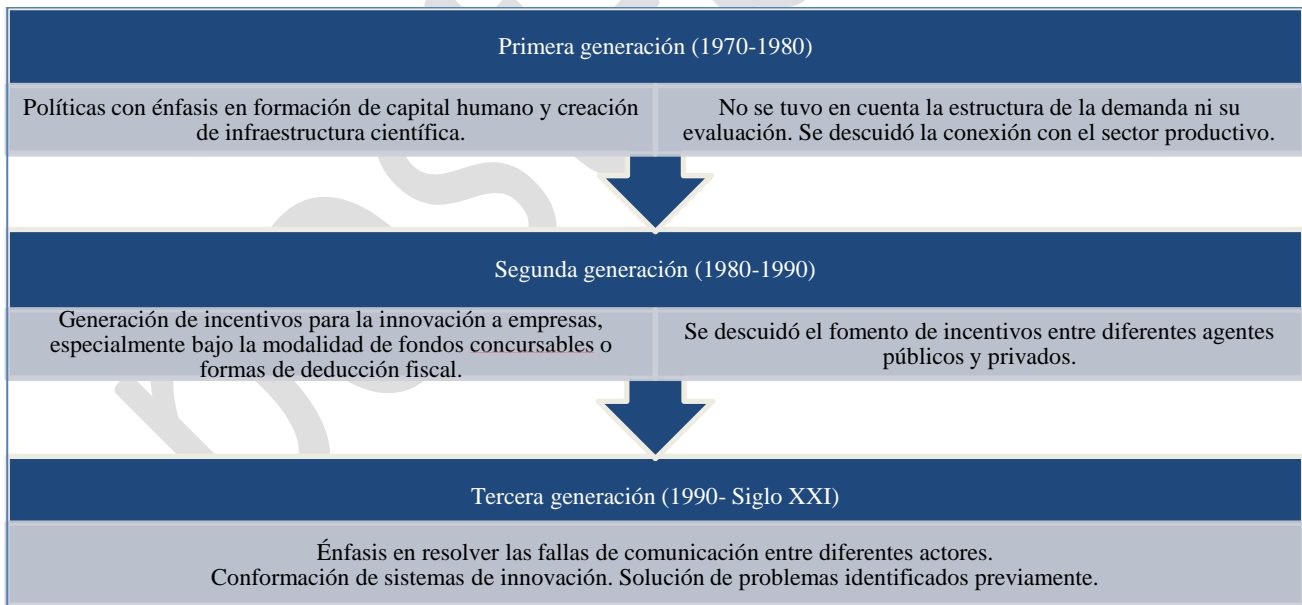 Primera generación (1970-1980)
Políticas con énfasis en formación de capital humano y creación
de infraestructura científica.
No se tuvo en cuenta la estructura de la demanda ni su
evaluación. Se descuidó la conexión con el sector productivo.
Segunda generación (1980-1990)
Generación de incentivos para la innovación a empresas,
especialmente bajo la modalidad de fondos concursables o
formas de deducción fiscal.
Se descuidó el fomento de incentivos entre diferentes agentes
públicos y privados.
Tercera generación (1990- Siglo XXI)
Énfasis en resolver las fallas de comunicación entre diferentes actores.
Conformación de sistemas de innovación. Solución de problemas identificados previamente.